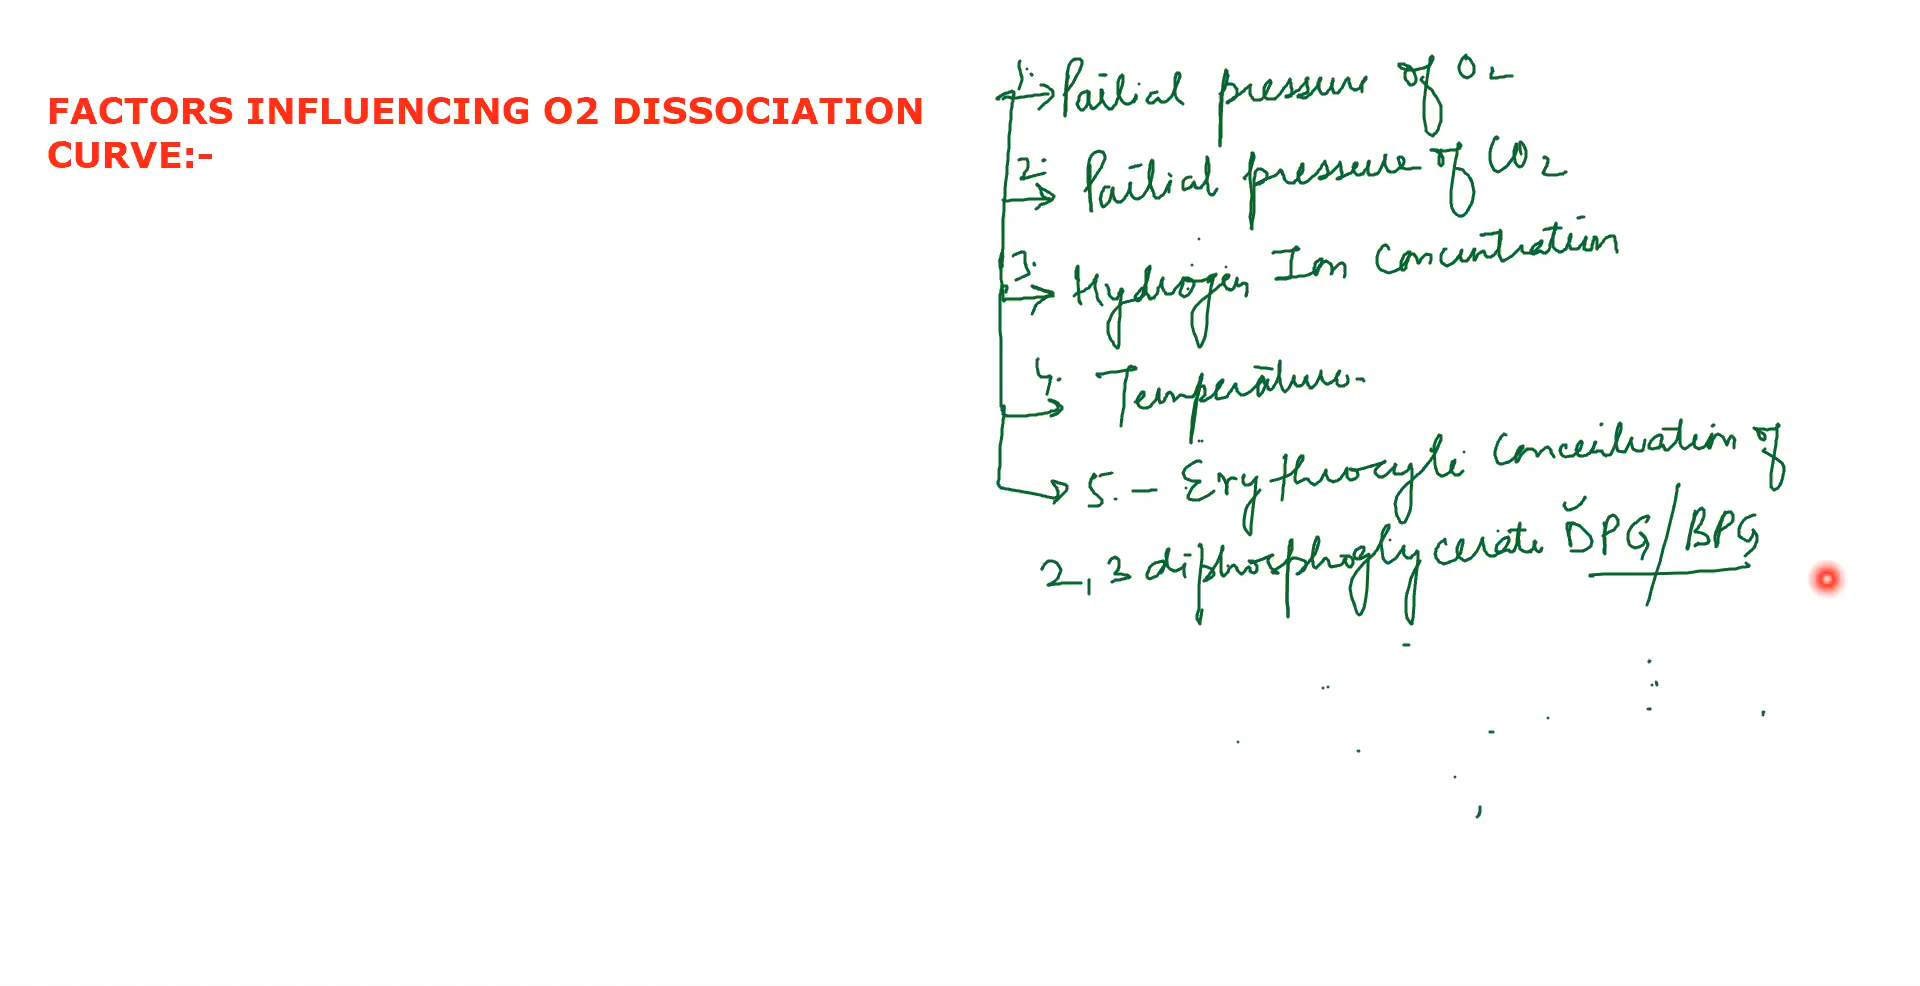 FACTORS INFLUENCING O2 DISSOCIATION
CURVE:-
1. Partial pressure of O2
2. Partial pressure of CO2
3. Hydrogen Ion Concentration
4. Temperature
5. - Erythrocyte Concentration of
2,3 diphosphoglycerate DPG/BPG